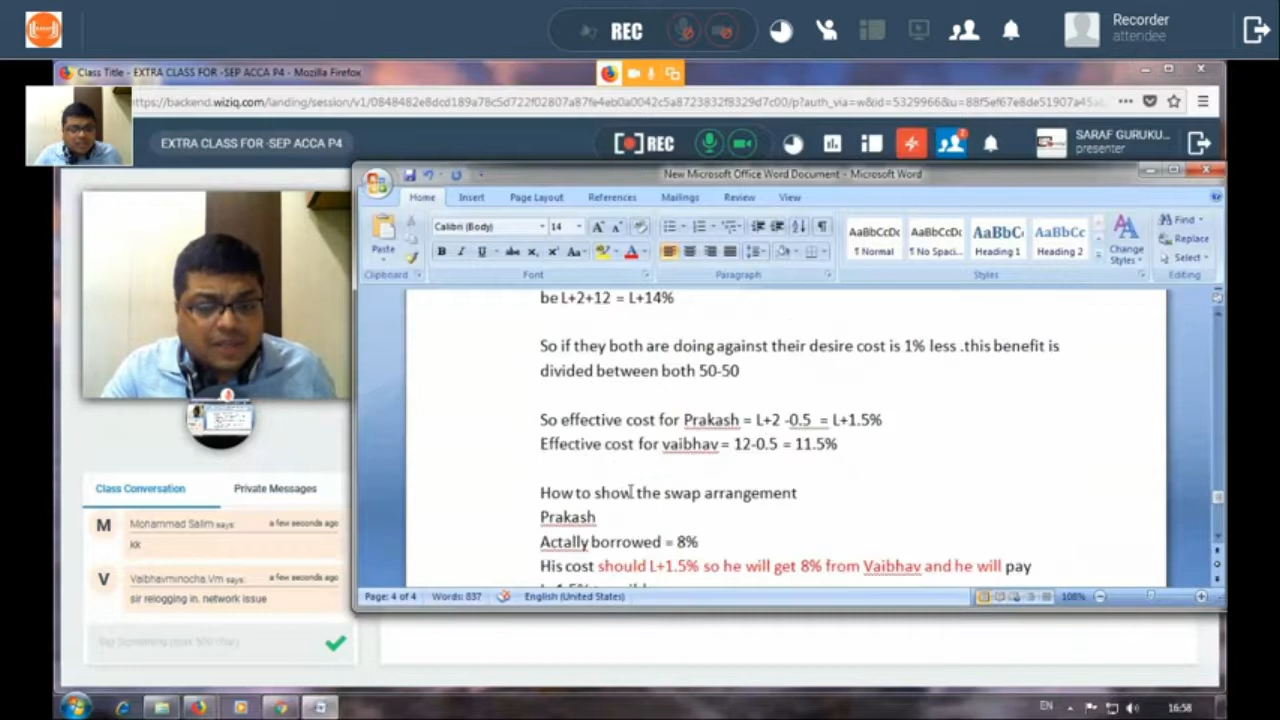 REC
Recorder
attendee
Class Title - EXTRA CLASS FOR -SEP ACCA P4 - Mozilla Firefox
EXTRA CLASS FOR -SEP ACCA P4
REC
SARAF GURUKU...
presenter
New Microsoft Office Word Document - Microsoft Word
Home Insert Page Layout References Mailings Review View
Calibri (Body) 14
Paste
AaBbCcDc AaBbCcDc AaBbC AaBbCc
¶ Normal ¶ No Spaci... Heading 1 Heading 2
Change Styles
Find
Replace
Select
Clipboard Font Paragraph Styles Editing
be L+2+12 = L+14%
So if they both are doing against their desire cost is 1% less .this benefit is
divided between both 50-50
So effective cost for Prakash = L+2 -0.5 = L+1.5%
Effective cost for vaibhav = 12-0.5 = 11.5%
How to show the swap arrangement
Prakash
Actally borrowed = 8%
His cost should L+1.5% so he will get 8% from Vaibhav and he will pay
Page: 4 of 4 Words: 837 English (United States) 108%
Class Conversation Private Messages
M Mohammad Salim says: a few seconds ago
kk
V Vaibhavminocha.Vm says: a few seconds ago
sir relogging in. network issue
EN 16:58